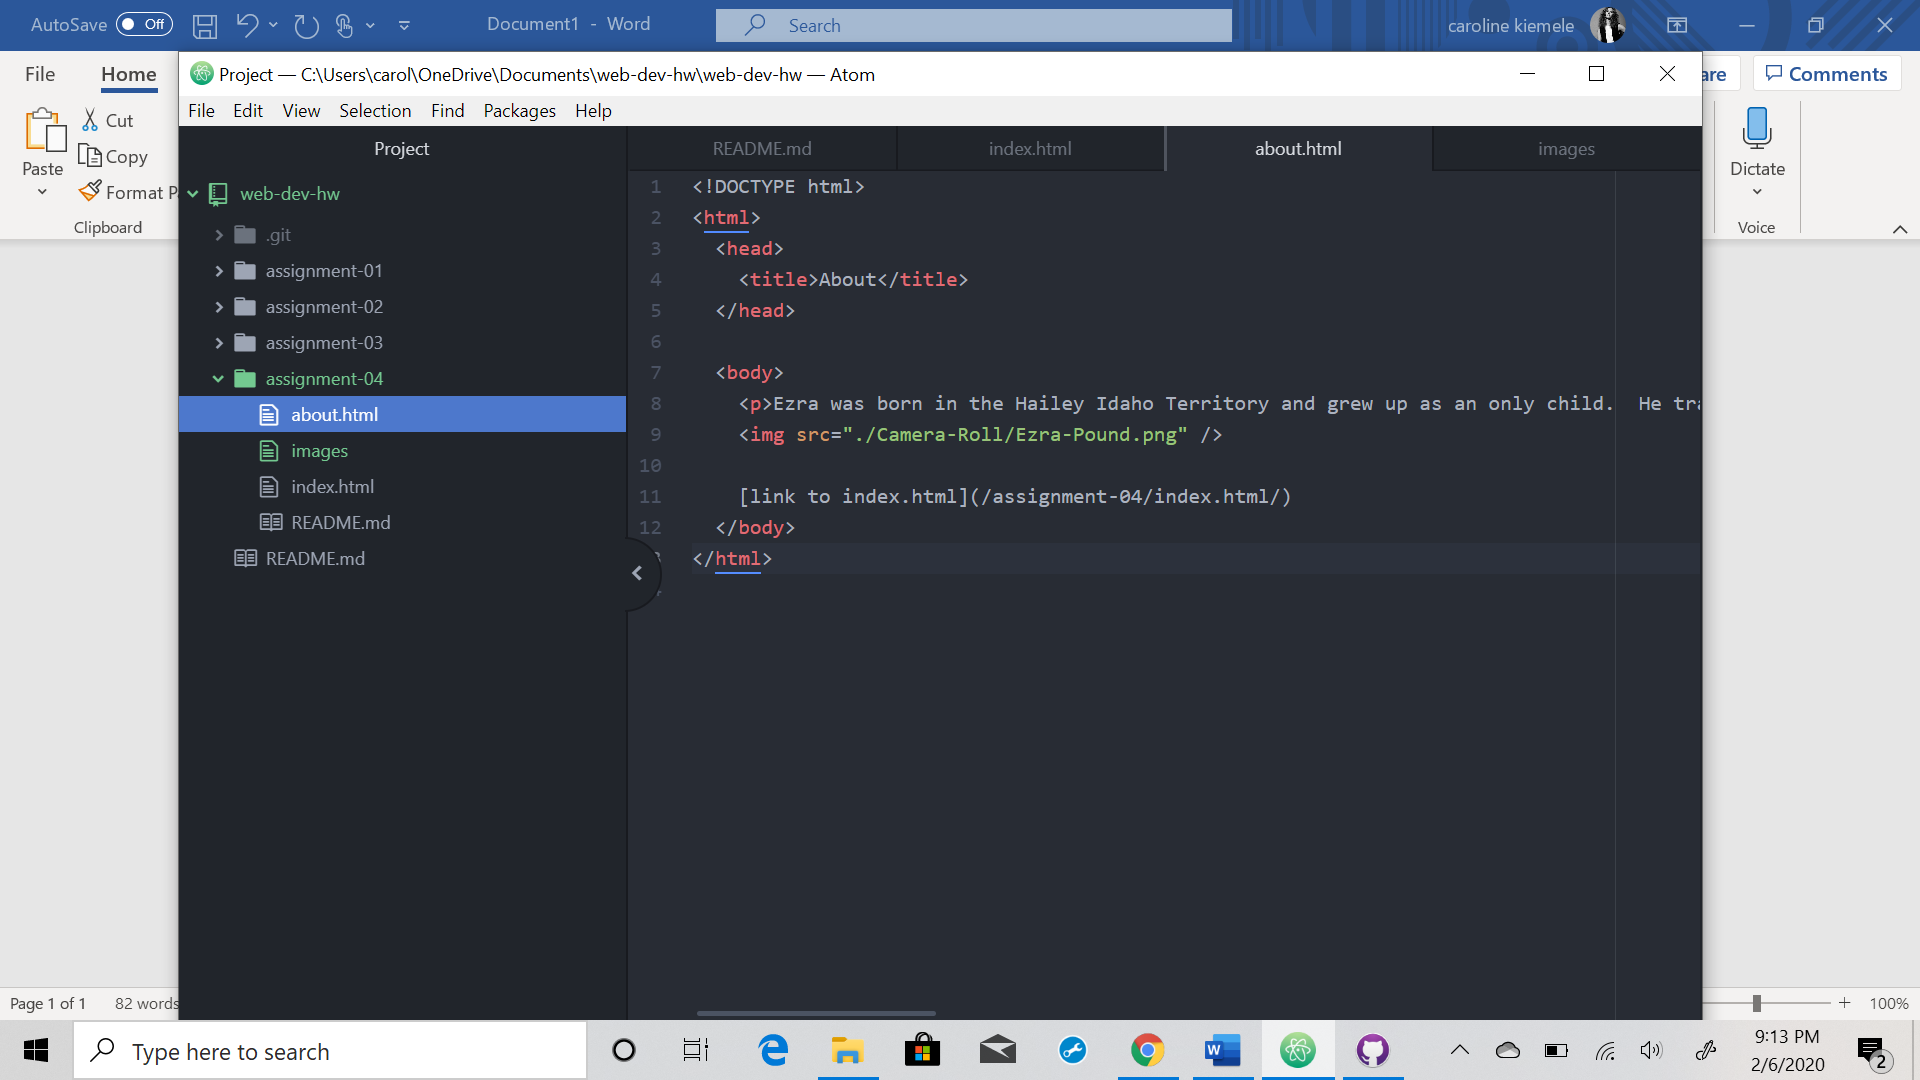 AutoSave Off Document1 - Word Search caroline kiemele
File Home are Comments
Project — C:\Users\carol\OneDrive\Documents\web-dev-hw\web-dev-hw — Atom
File Edit View Selection Find Packages Help
Cut
Copy
Paste
Format P
Clipboard
Dictate
Voice
Project
web-dev-hw
.git
assignment-01
assignment-02
assignment-03
assignment-04
about.html
images
index.html
README.md
README.md
README.md index.html about.html images
1 <!DOCTYPE html>
2 <html>
3 <head>
4 <title>About</title>
5 </head>
6
7 <body>
8 <p>Ezra was born in the Hailey Idaho Territory and grew up as an only child.  He tra
9 <img src="./Camera-Roll/Ezra-Pound.png" />
10
11 [link to index.html](/assignment-04/index.html/)
12 </body>
</html>
Page 1 of 1 82 words 100%
Type here to search
9:13 PM
2/6/2020
2